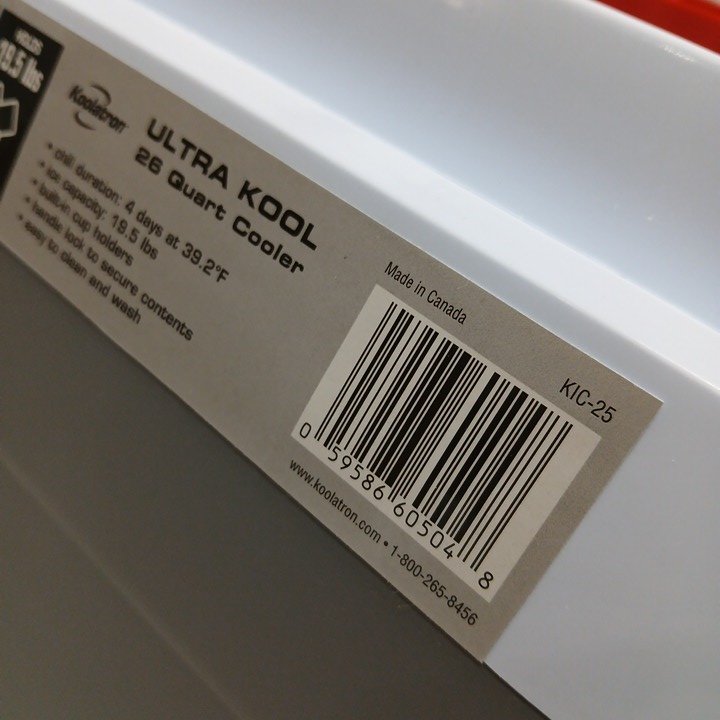 HOLDS
19.5 lbs
Koolatron
ULTRA KOOL
26 Quart Cooler
• chill duration: 4 days at 39.2°F
• ice capacity: 19.5 lbs
• built-in cup holders
• handle lock to secure contents
• easy to clean and wash
Made in Canada
KIC-25
0 59586 60504 8
www.koolatron.com • 1-800-265-8456